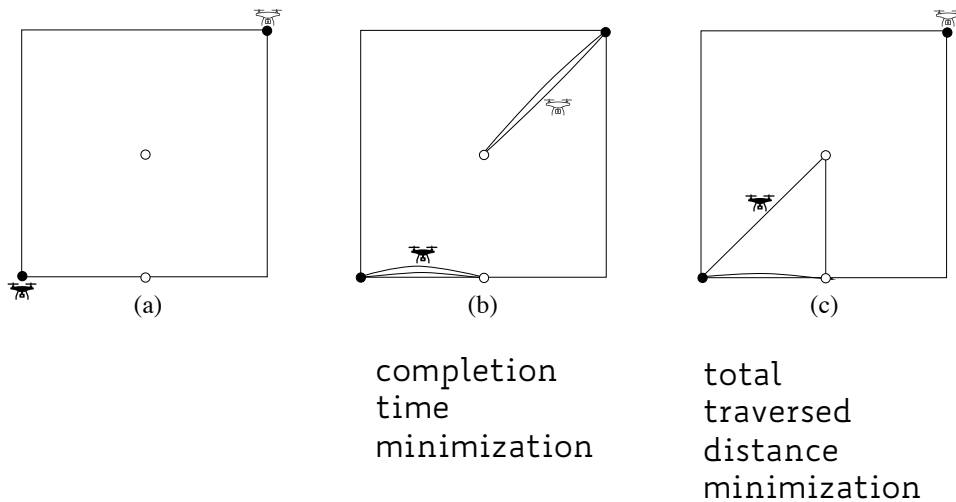 (a)
(b)
(c)
completion
time
minimization
total
traversed
distance
minimization